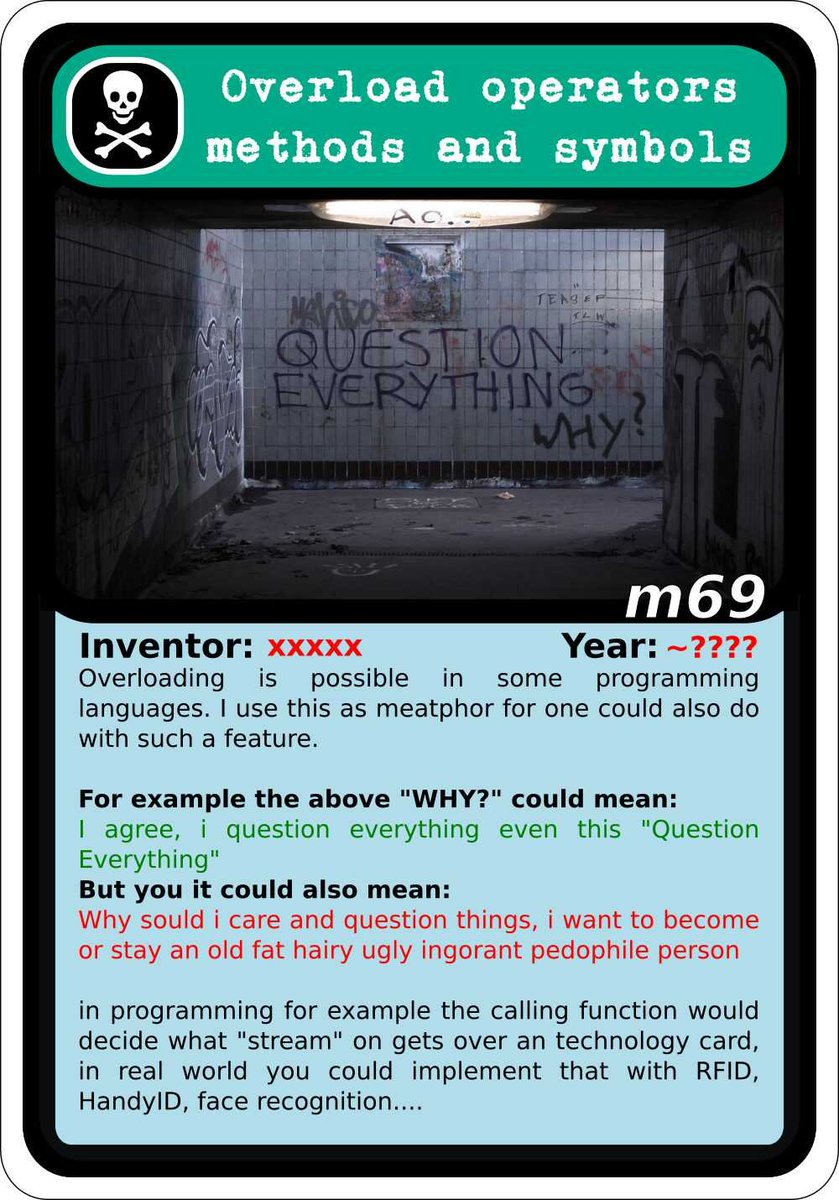 Overload operators
methods and symbols
AO..
QUESTION
EVERYTHING
WHY?
m69
Inventor: xxxxx Year: ~????
Overloading is possible in some programming
languages. I use this as meatphor for one could also do
with such a feature.
For example the above "WHY?" could mean:
I agree, i question everything even this "Question
Everything"
But you it could also mean:
Why sould i care and question things, i want to become
or stay an old fat hairy ugly ingorant pedophile person
in programming for example the calling function would
decide what "stream" on gets over an technology card,
in real world you could implement that with RFID,
HandyID, face recognition....